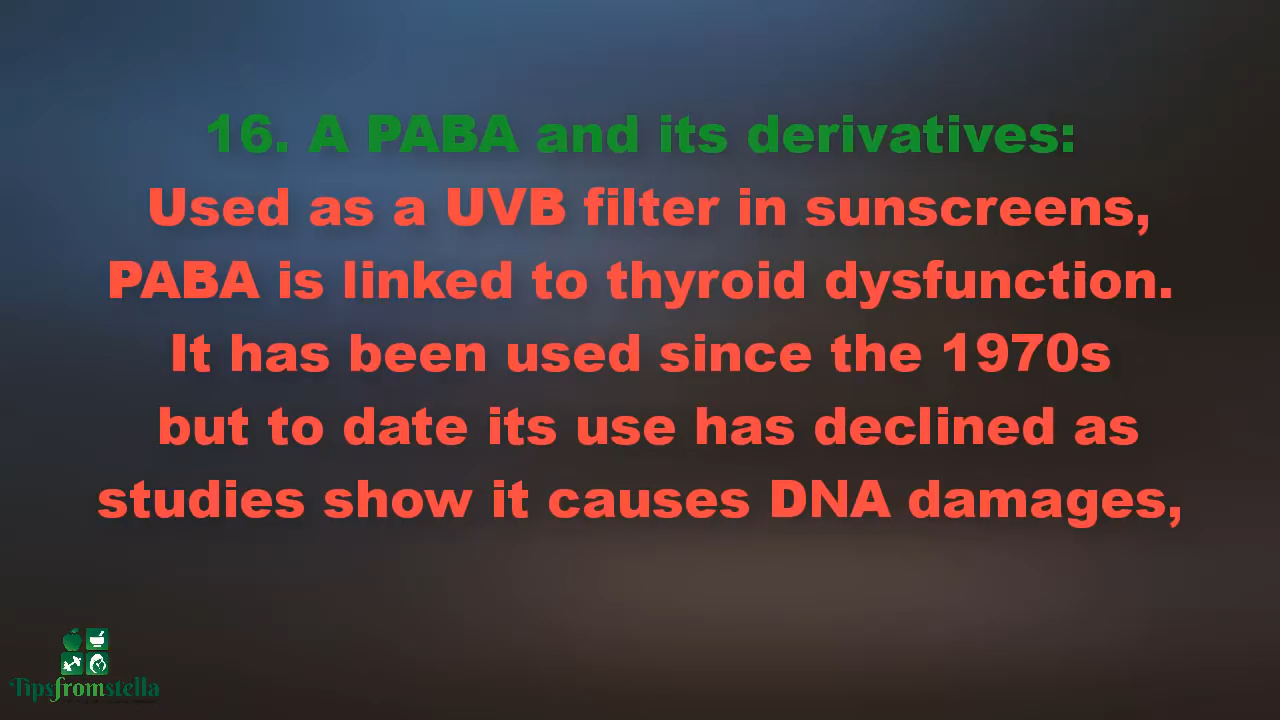 16. A PABA and its derivatives:
Used as a UVB filter in sunscreens,
PABA is linked to thyroid dysfunction.
It has been used since the 1970s
but to date its use has declined as
studies show it causes DNA damages,
Tipsfromstella